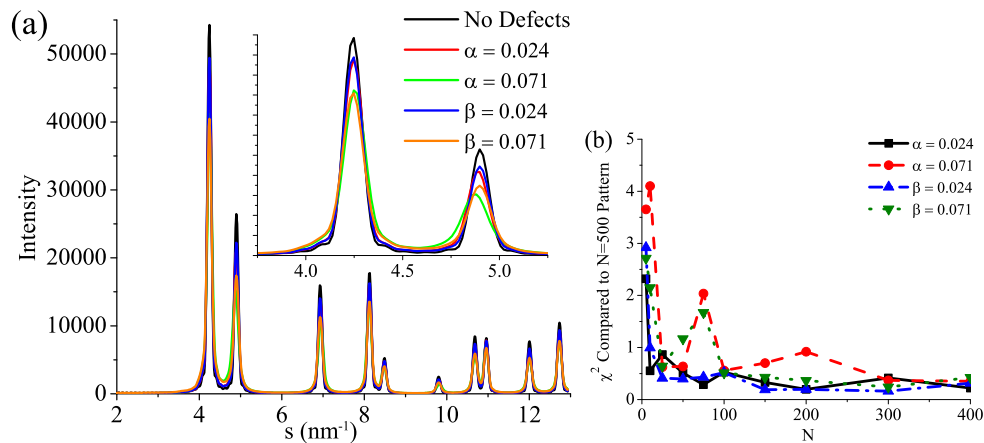 (a)
No Defects
α = 0.024
α = 0.071
β = 0.024
β = 0.071
50000
40000
30000
20000
10000
0
Intensity
4.0 4.5 5.0
2 4 6 8 10 12
s (nm⁻¹)
(b)
α = 0.024
α = 0.071
β = 0.024
β = 0.071
5
4
3
2
1
0
χ² Compared to N=500 Pattern
0 100 200 300 400
N